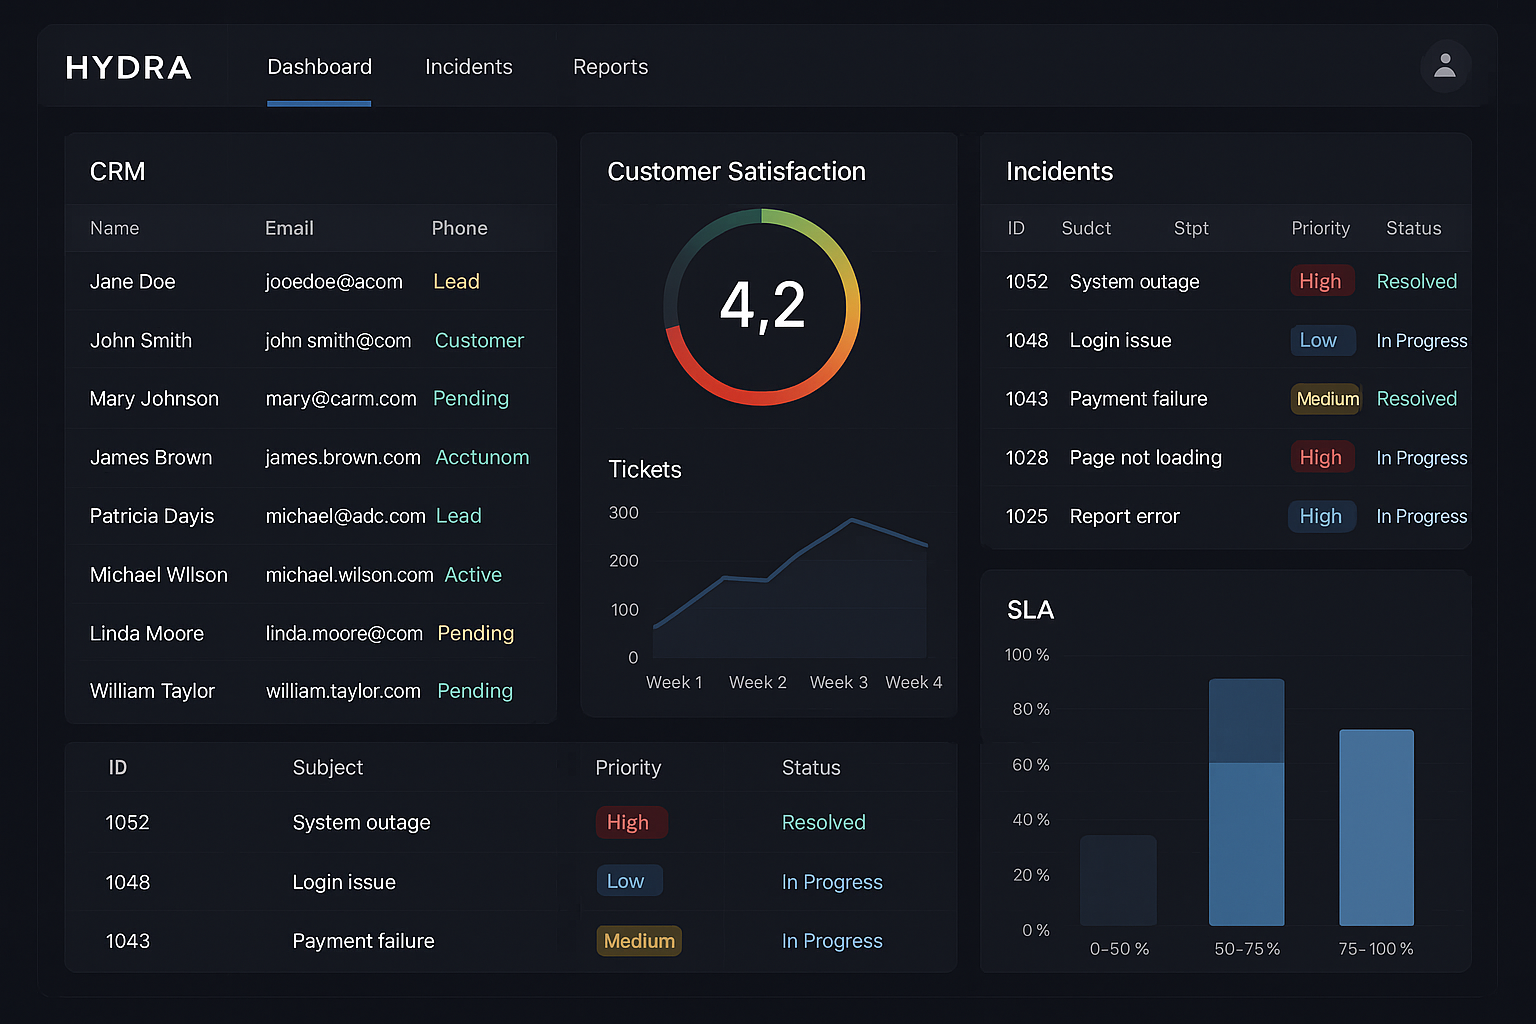 HYDRA Dashboard Incidents Reports
CRM
Name Email Phone
Jane Doe jooedoe@acom Lead
John Smith john smith@com Customer
Mary Johnson mary@carm.com Pending
James Brown james.brown.com Acctunom
Patricia Dayis michael@adc.com Lead
Michael Wllson michael.wilson.com Active
Linda Moore linda.moore@com Pending
William Taylor william.taylor.com Pending
Customer Satisfaction
4,2
Tickets
300
200
100
0
Week 1 Week 2 Week 3 Week 4
Incidents
ID Sudct Stpt Priority Status
1052 System outage High Resolved
1048 Login issue Low In Progress
1043 Payment failure Medium Resoived
1028 Page not loading High In Progress
1025 Report error High In Progress
ID Subject Priority Status
1052 System outage High Resolved
1048 Login issue Low In Progress
1043 Payment failure Medium In Progress
SLA
100 %
80 %
60 %
40 %
20 %
0 %
0-50 % 50-75 % 75-100 %